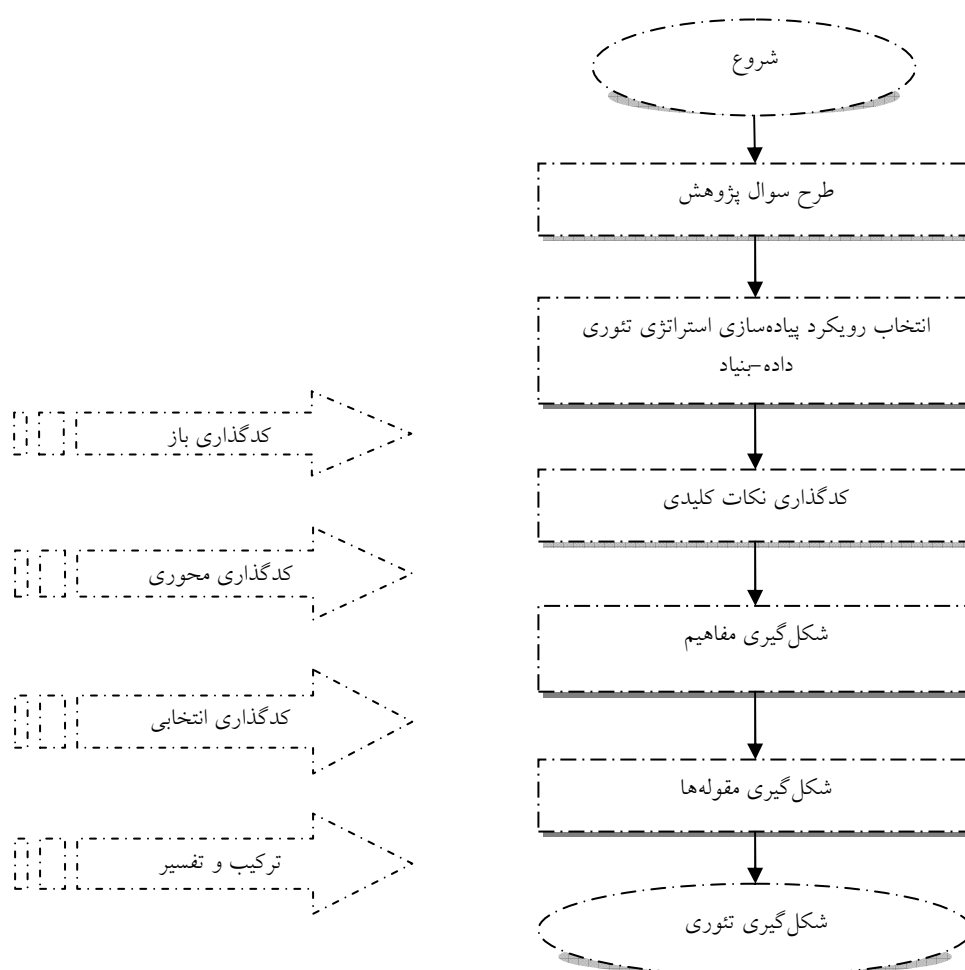 شروع
طرح سوال پژوهش
انتخاب رویکرد پیاده‌سازی استراتژی تئوری
داده-بنیاد
کدگذاری نکات کلیدی
شکل‌گیری مفاهیم
شکل‌گیری مقوله‌ها
شکل‌گیری تئوری
کدگذاری باز
کدگذاری محوری
کدگذاری انتخابی
ترکیب و تفسیر